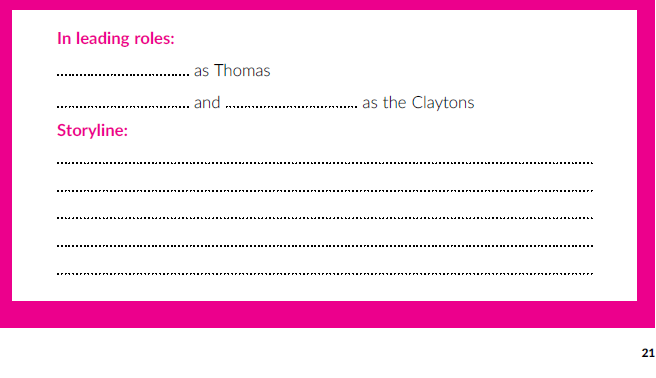 In leading roles:
................................ as Thomas
................................ and ................................ as the Claytons
Storyline:
21